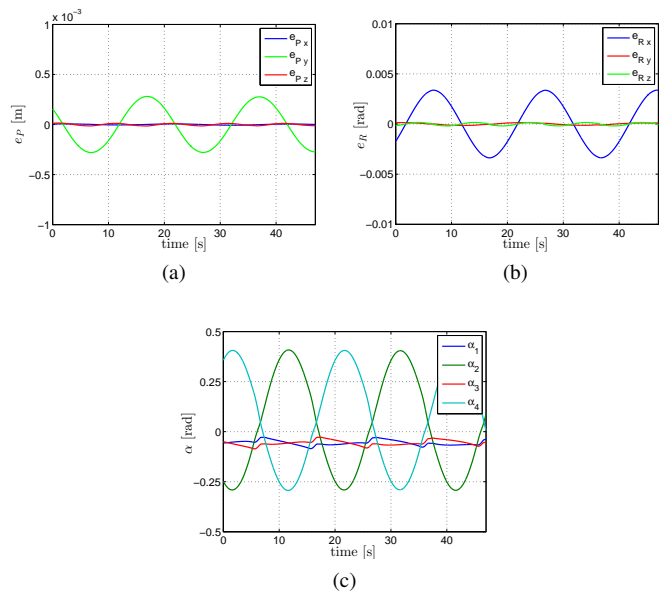 x 10⁻³
1
0.5
0
−0.5
−1
e_P [m]
0 10 20 30 40
time [s]
e_P x
e_P y
e_P z
(a)
0.01
0.005
0
−0.005
−0.01
e_R [rad]
0 10 20 30 40
time [s]
e_R x
e_R y
e_R z
(b)
0.5
0.25
0
−0.25
−0.5
α [rad]
0 10 20 30 40
time [s]
α_1
α_2
α_3
α_4
(c)